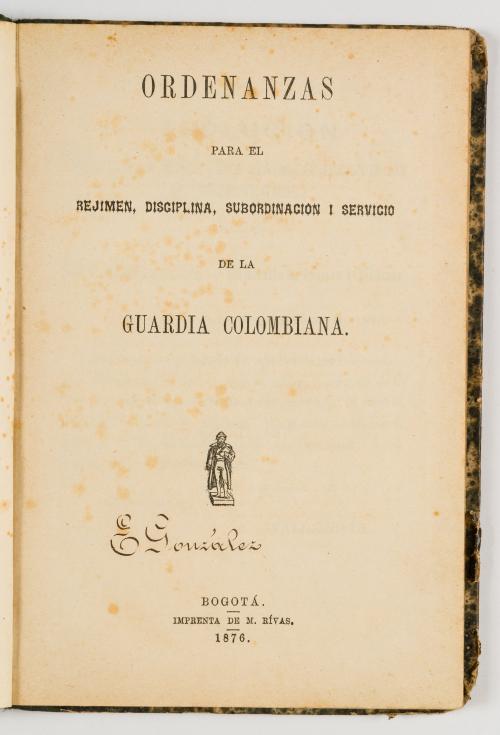 ORDENANZAS
PARA EL
REJIMEN, DISCIPLINA, SUBORDINACION I SERVICIO
DE LA
GUARDIA COLOMBIANA.
E González
BOGOTÁ.
IMPRENTA DE M. RÍVAS.
1876.